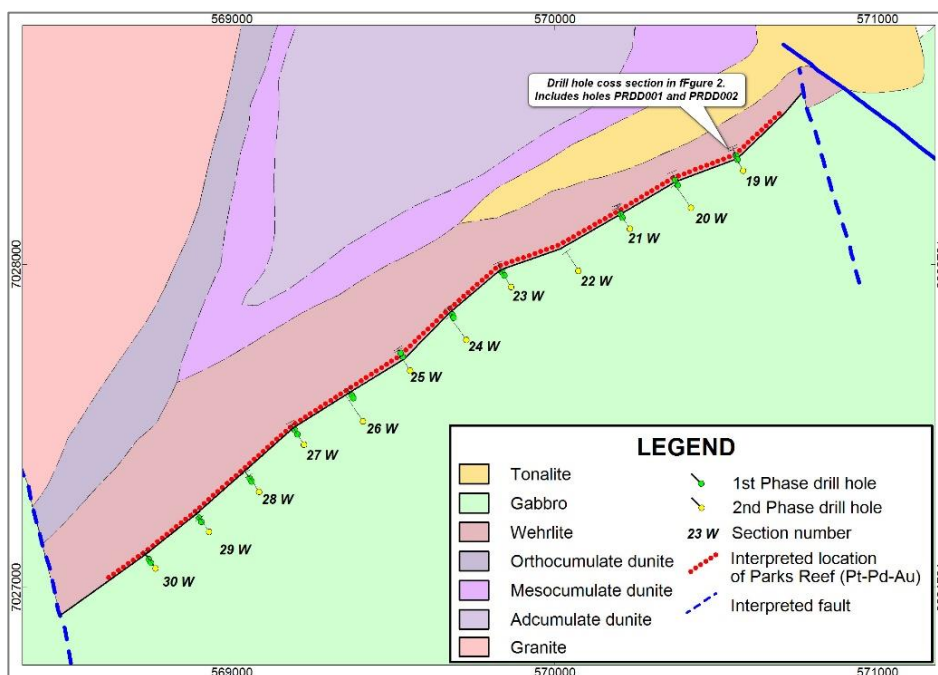 569000
570000
571000
Drill hole coss section in fFgure 2.
Includes holes PRDD001 and PRDD002
19 W
20 W
21 W
22 W
7028000
23 W
24 W
25 W
26 W
27 W
28 W
29 W
30 W
7027000
LEGEND
Tonalite
Gabbro
Wehrlite
Orthocumulate dunite
Mesocumulate dunite
Adcumulate dunite
Granite
1st Phase drill hole
2nd Phase drill hole
23 W Section number
Interpreted location
of Parks Reef (Pt-Pd-Au)
Interpreted fault
569000
570000
571000